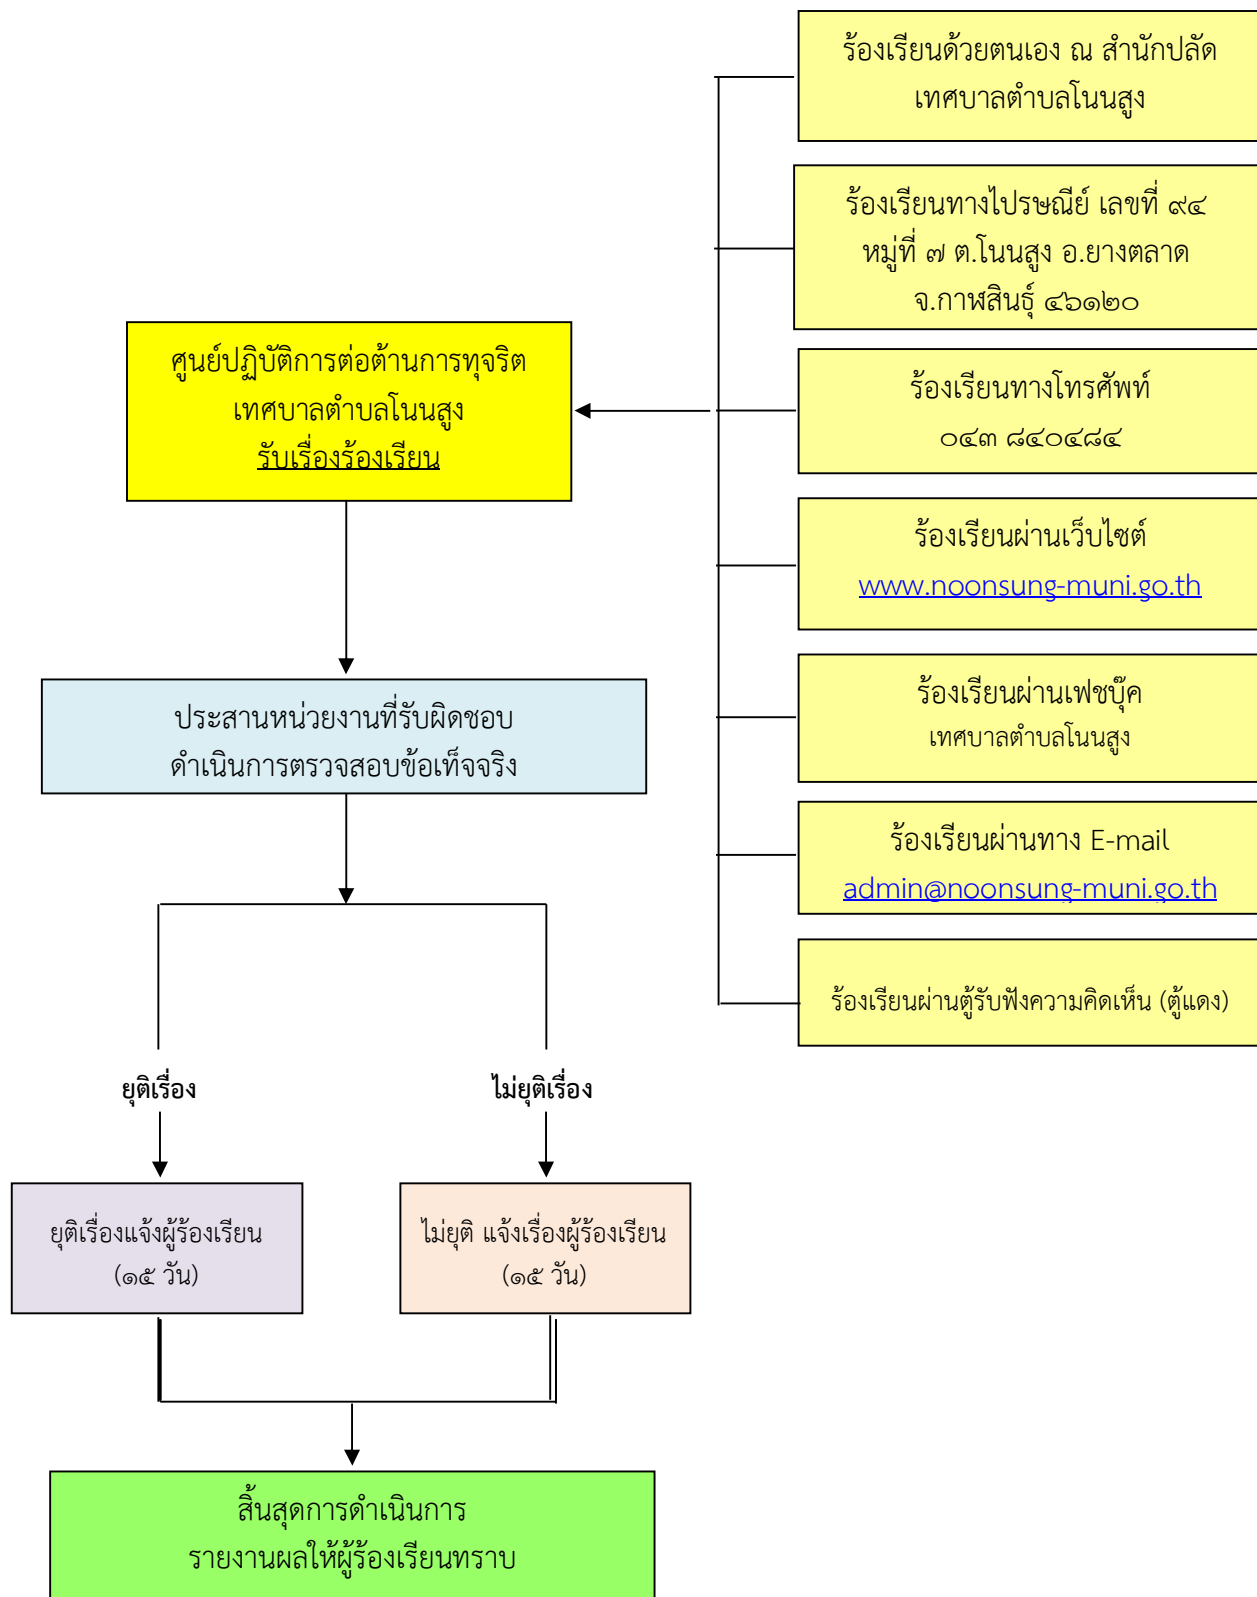 ร้องเรียนด้วยตนเอง ณ สำนักปลัด
เทศบาลตำบลโนนสูง
ร้องเรียนทางไปรษณีย์ เลขที่ ๙๔
หมู่ที่ ๗ ต.โนนสูง อ.ยางตลาด
จ.กาฬสินธุ์ ๔๖๑๒๐
ร้องเรียนทางโทรศัพท์
๐๔๓ ๘๔๐๔๘๔
ร้องเรียนผ่านเว็บไซต์
www.noonsung-muni.go.th
ร้องเรียนผ่านเฟชบุ๊ค
เทศบาลตำบลโนนสูง
ร้องเรียนผ่านทาง E-mail
admin@noonsung-muni.go.th
ร้องเรียนผ่านตู้รับฟังความคิดเห็น (ตู้แดง)
ศูนย์ปฏิบัติการต่อต้านการทุจริต
เทศบาลตำบลโนนสูง
รับเรื่องร้องเรียน
ประสานหน่วยงานที่รับผิดชอบ
ดำเนินการตรวจสอบข้อเท็จจริง
ยุติเรื่อง
ไม่ยุติเรื่อง
ยุติเรื่องแจ้งผู้ร้องเรียน
(๑๕ วัน)
ไม่ยุติ แจ้งเรื่องผู้ร้องเรียน
(๑๕ วัน)
สิ้นสุดการดำเนินการ
รายงานผลให้ผู้ร้องเรียนทราบ